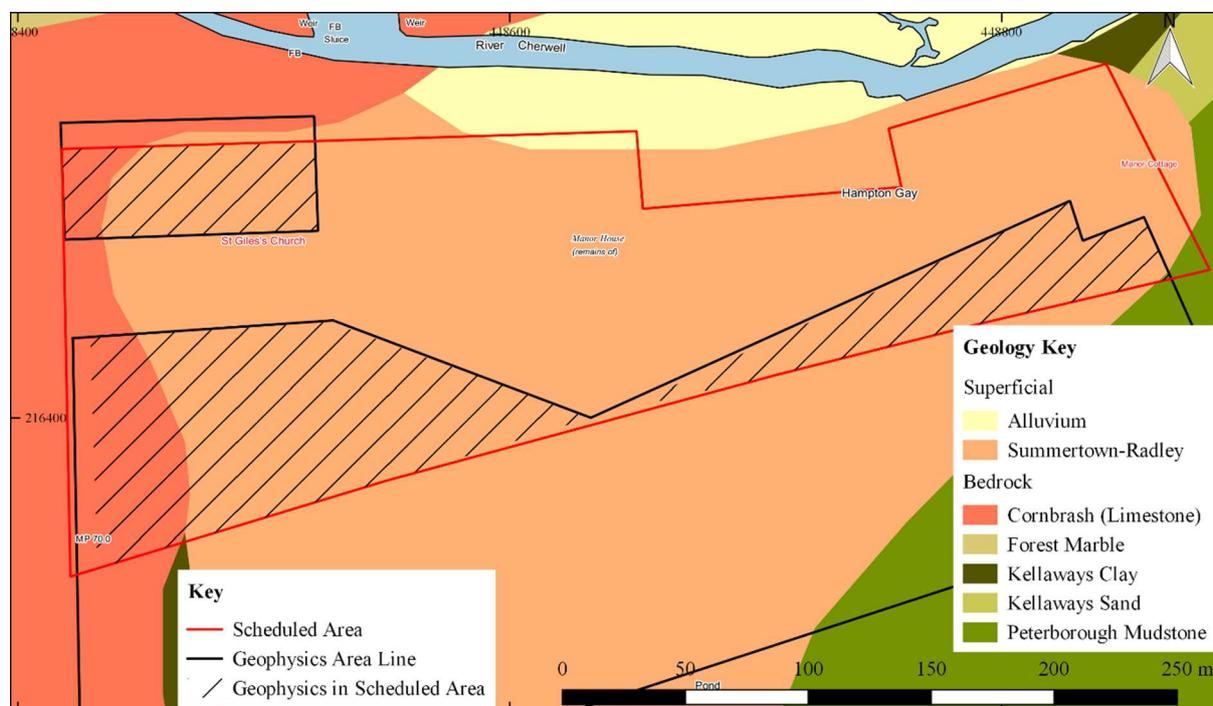 8400
Weir
FB
Sluice
FB
Weir
418600
River Cherwell
448800
N
Manor Cottage
Hampton Gay
St Giles's Church
Manor House
(remains of)
216400
MP 70.0
Geology Key
Superficial
Alluvium
Summertown-Radley
Bedrock
Cornbrash (Limestone)
Forest Marble
Kellaways Clay
Kellaways Sand
Peterborough Mudstone
Key
Scheduled Area
Geophysics Area Line
Geophysics in Scheduled Area
0 50 100 150 200 250 m
Pond